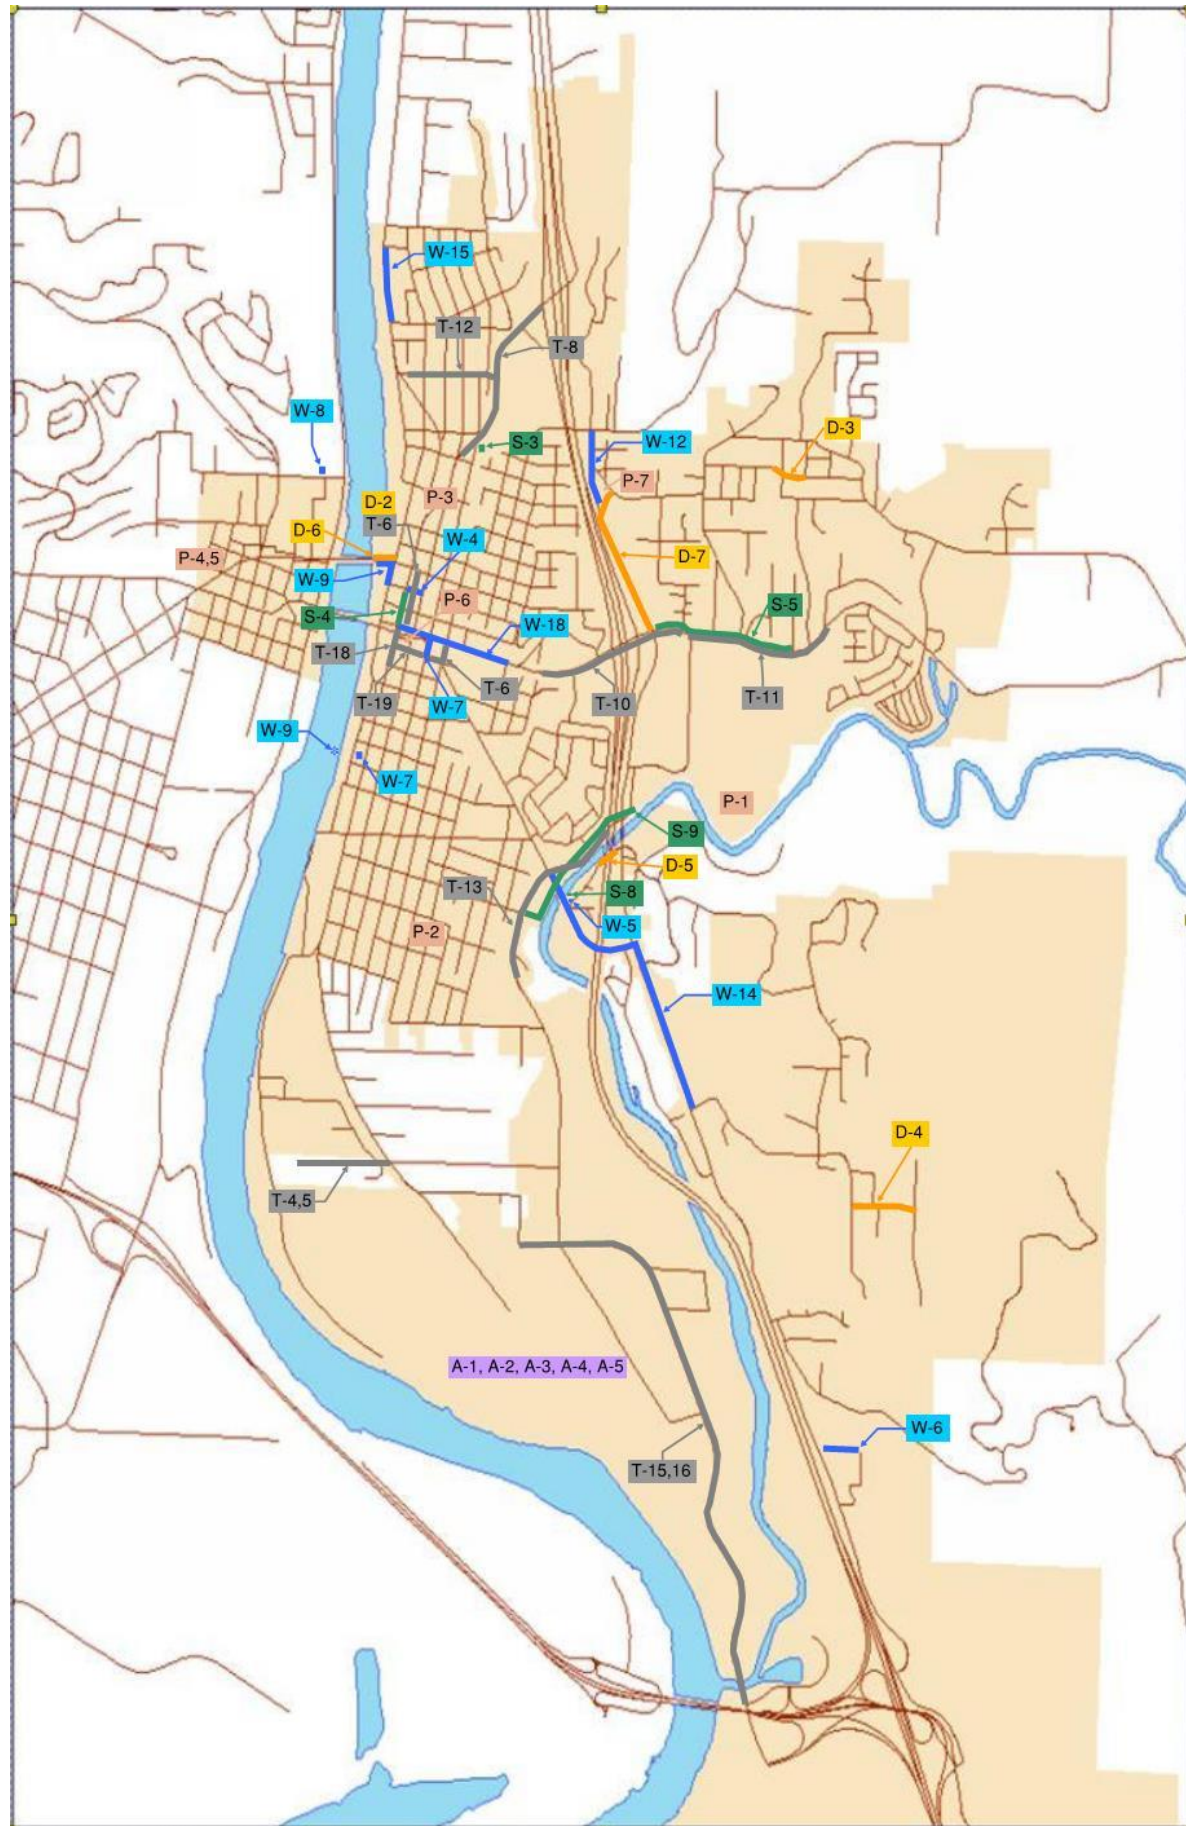 W-15
T-12
T-8
W-8
S-3
W-12
D-3
P-7
P-3
D-2
T-6
D-6
W-4
P-4,5
D-7
W-9
P-6
S-5
S-4
W-18
T-18
T-6
T-19
W-7
T-10
T-11
W-9
W-7
P-1
S-9
D-5
T-13
S-8
W-5
P-2
W-14
D-4
T-4,5
A-1, A-2, A-3, A-4, A-5
W-6
T-15,16